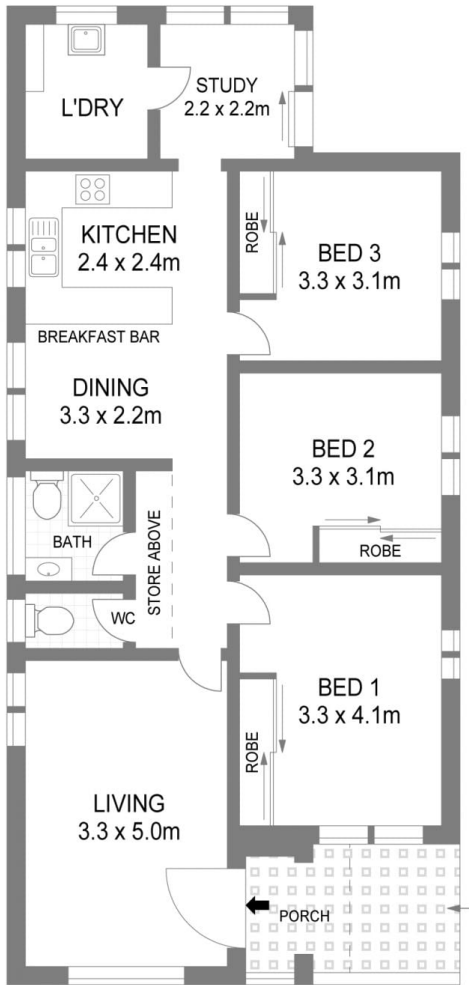 L'DRY
STUDY
2.2 x 2.2m
KITCHEN
2.4 x 2.4m
ROBE
BED 3
3.3 x 3.1m
BREAKFAST BAR
DINING
3.3 x 2.2m
BED 2
3.3 x 3.1m
ROBE
BATH
STORE ABOVE
WC
BED 1
3.3 x 4.1m
ROBE
LIVING
3.3 x 5.0m
PORCH